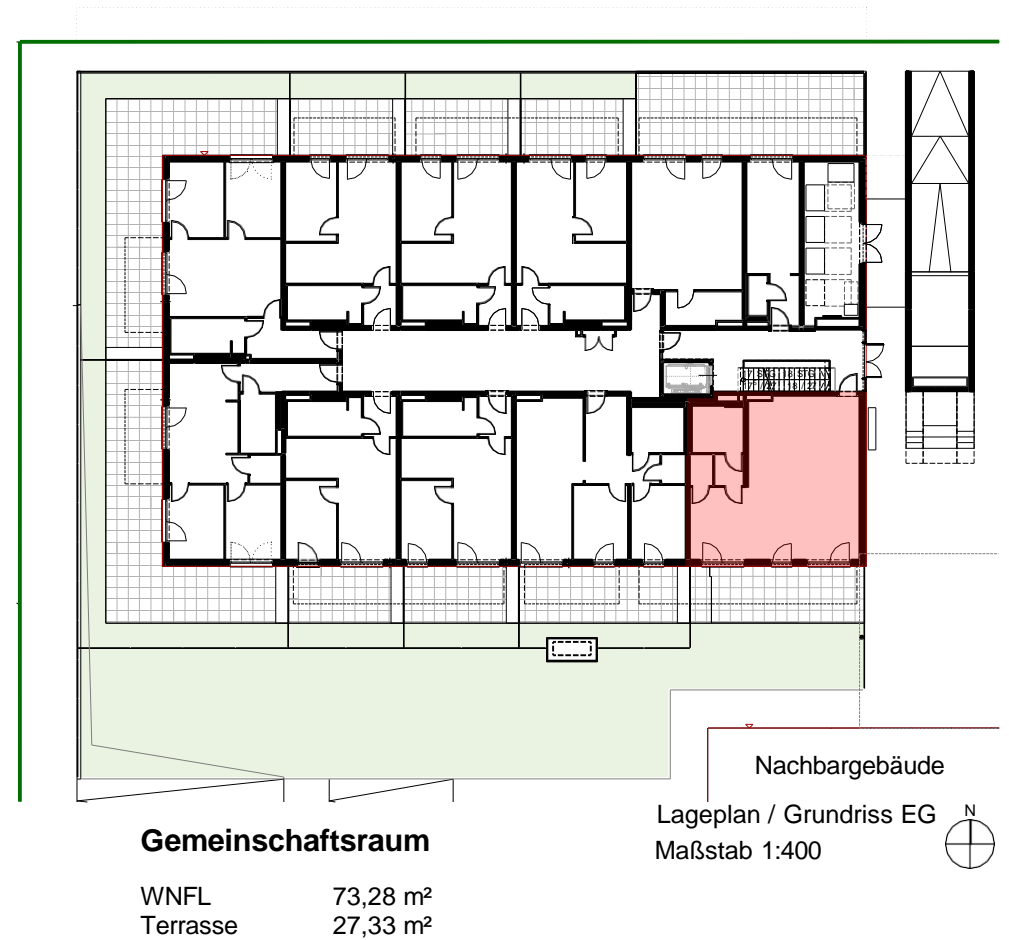 Nachbargebäude
Lageplan / Grundriss EG
N
Maßstab 1:400
Gemeinschaftsraum
WNFL 73,28 m²
Terrasse 27,33 m²